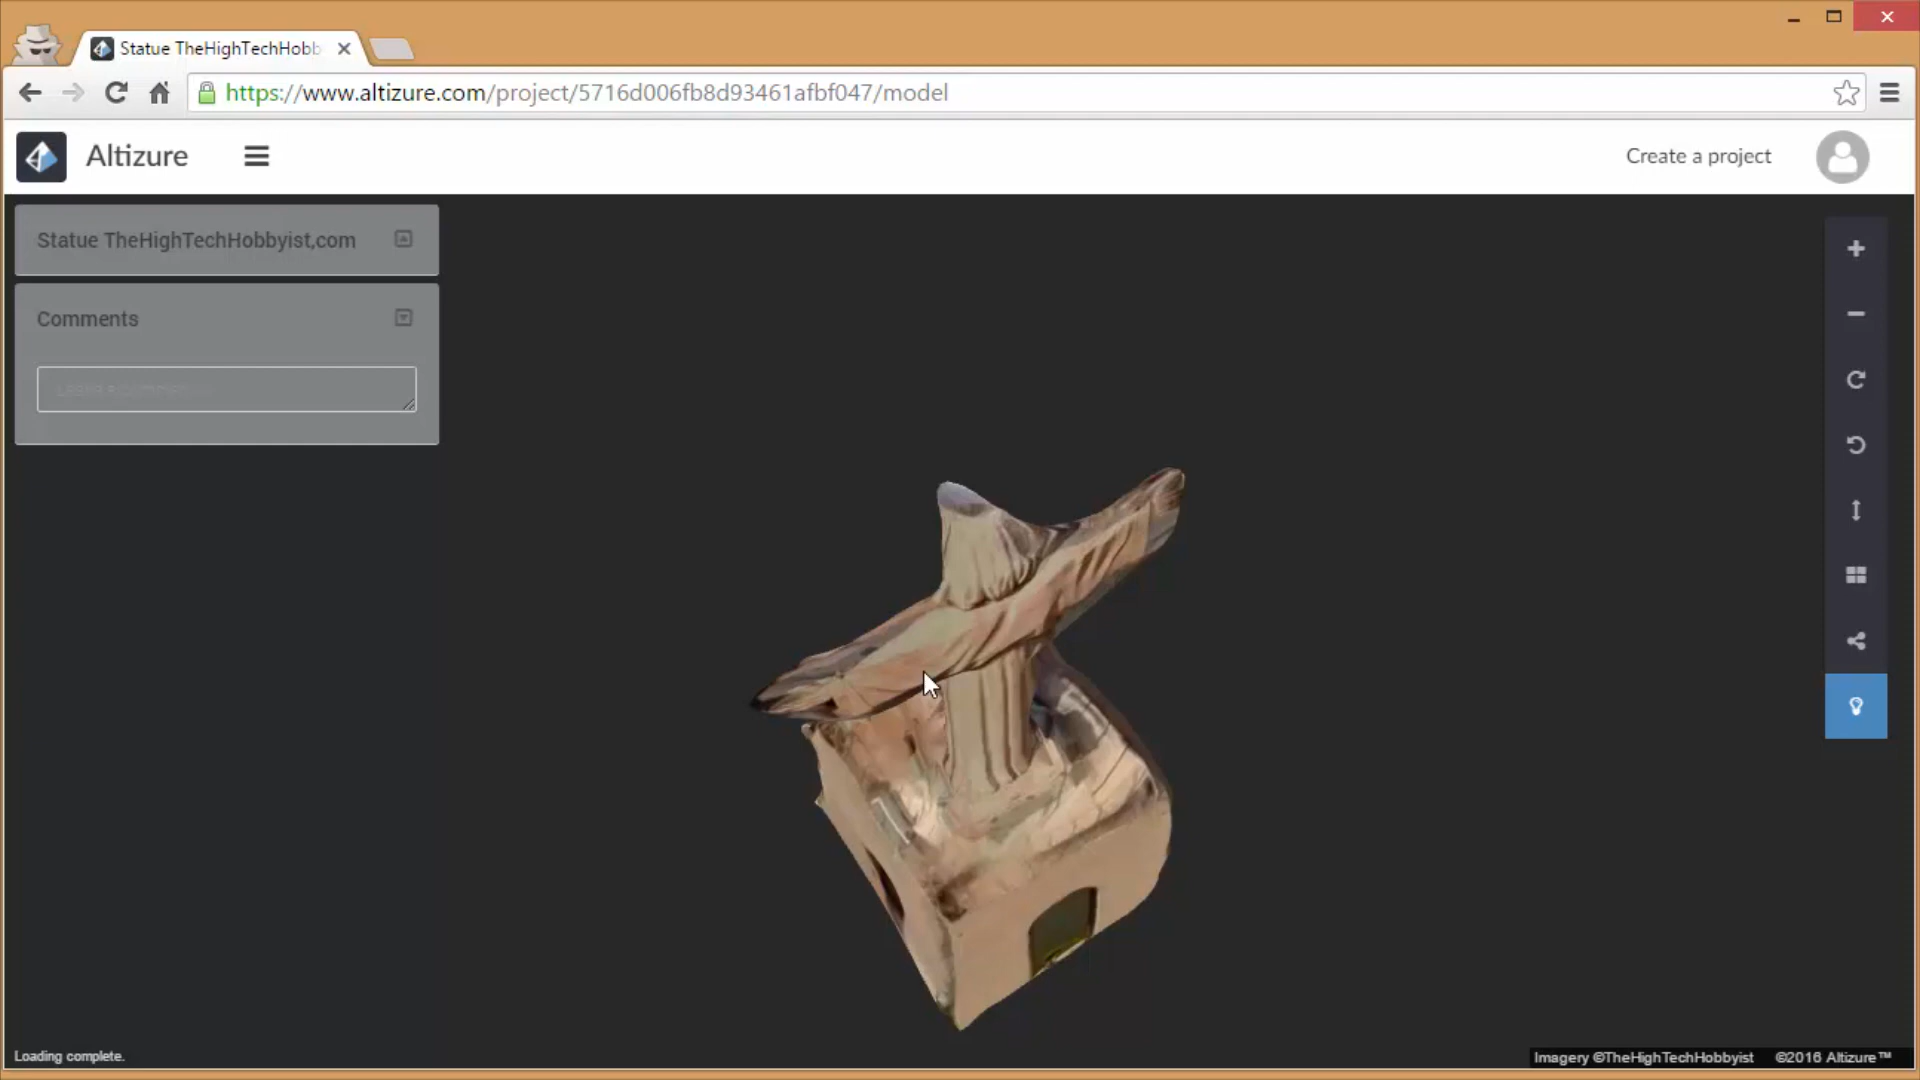 Statue TheHighTechHobb
https://www.altizure.com/project/5716d006fb8d93461afbf047/model
Altizure
Create a project
Statue TheHighTechHobbyist,com
Comments
Loading complete.
Imagery ©TheHighTechHobbyist ©2016 Altizure™